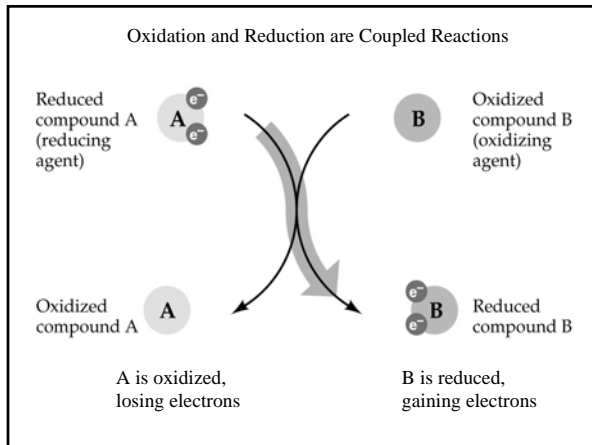 Oxidation and Reduction are Coupled Reactions
Reduced
compound A
(reducing
agent)
A
e⁻
e⁻
B
Oxidized
compound B
(oxidizing
agent)
Oxidized
compound A
A
e⁻
e⁻
B
Reduced
compound B
A is oxidized,
losing electrons
B is reduced,
gaining electrons